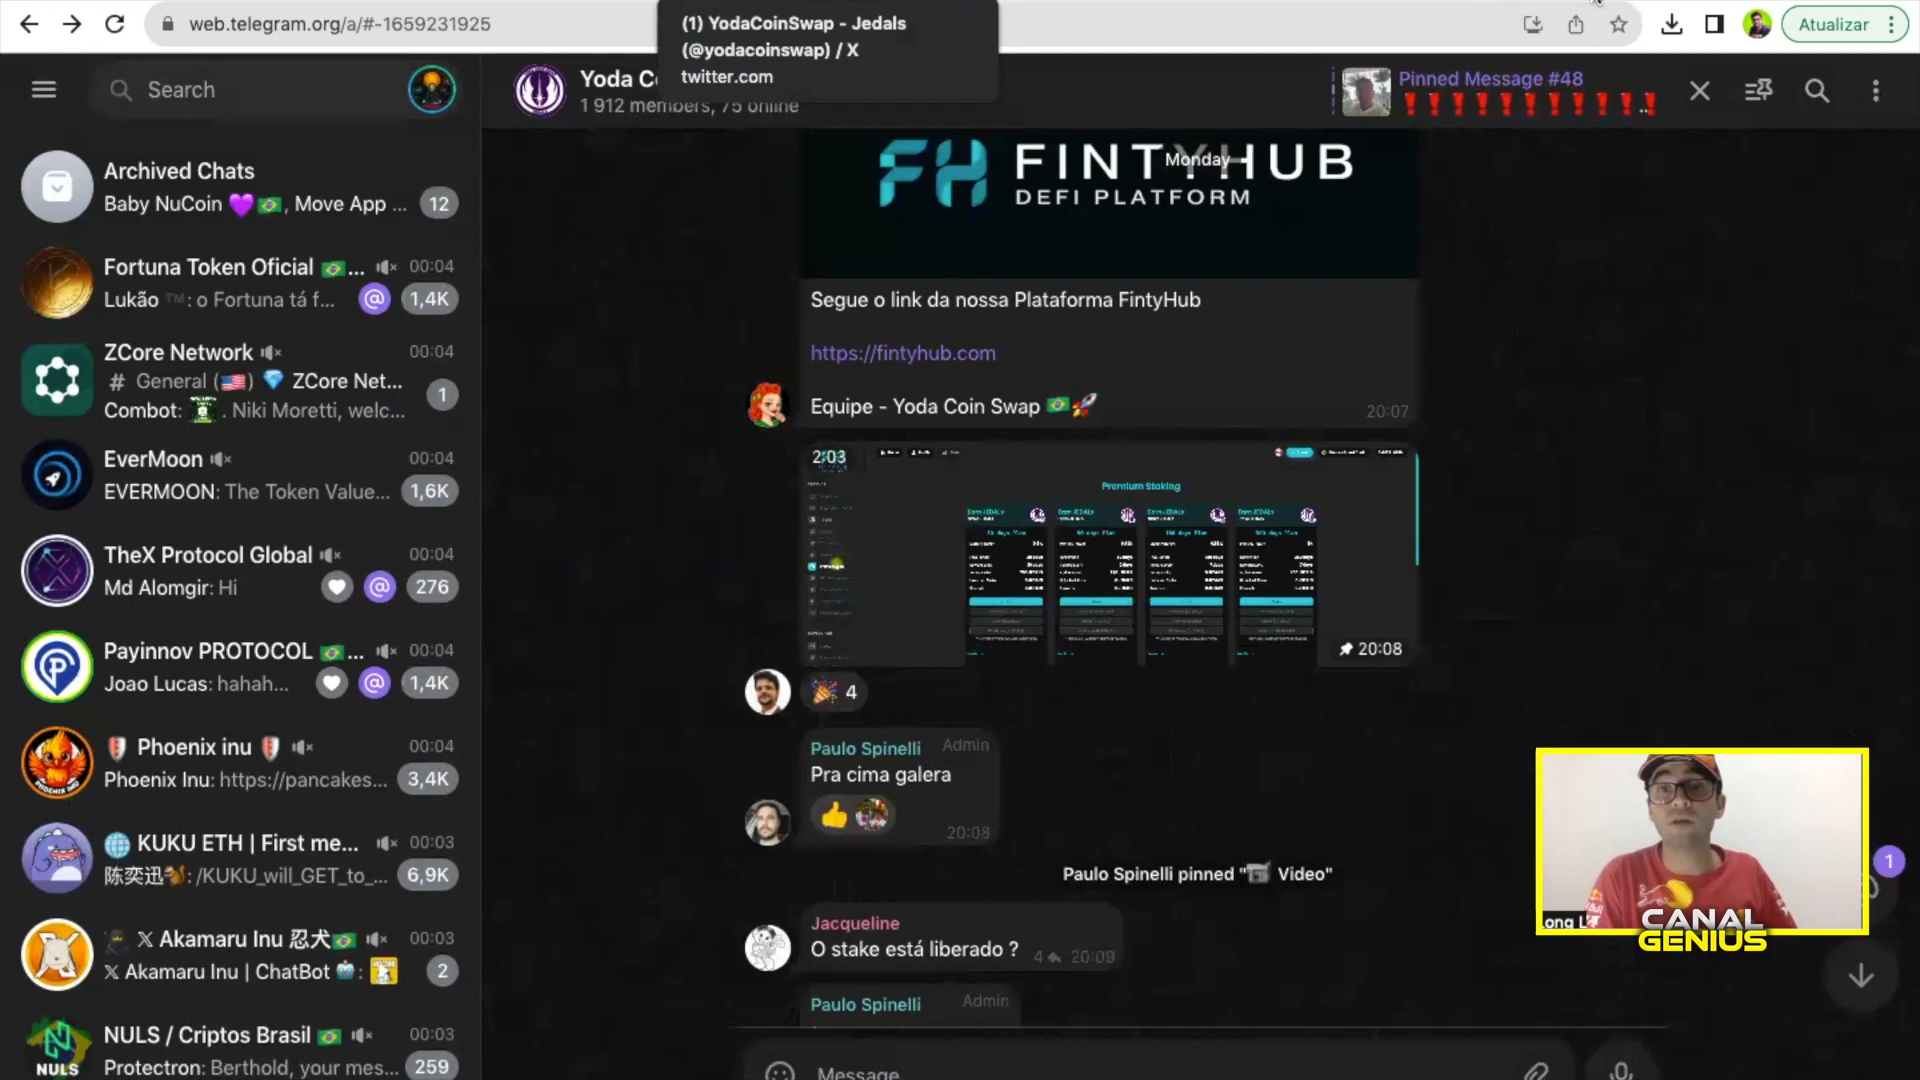 web.telegram.org/a/#-1659231925
(1) YodaCoinSwap - Jedals
(@yodacoinswap) / X
twitter.com
Atualizar
Search
Yoda C
1 912 members, 75 online
Pinned Message #48
Archived Chats
Baby NuCoin 💜🇧🇷, Move App ...
12
Fortuna Token Oficial 🇧🇷...
00:04
Lukão ™: o Fortuna tá f...
@
1,4K
ZCore Network
00:04
# General (🇺🇸) 💎 ZCore Net...
Combot: . Niki Moretti, welc...
1
EverMoon
00:04
EVERMOON: The Token Value...
1,6K
TheX Protocol Global
00:04
Md Alomgir: Hi
@
276
Payinnov PROTOCOL 🇧🇷...
00:04
Joao Lucas: hahah...
@
1,4K
Phoenix inu
00:04
Phoenix Inu: https://pancakes...
3,4K
🌐 KUKU ETH | First me...
00:03
陈奕迅🐿: /KUKU_will_GET_to_...
6,9K
𝕏 Akamaru Inu 忍犬🇧🇷
00:03
𝕏 Akamaru Inu | ChatBot 🤖:
2
NULS / Criptos Brasil 🇧🇷
00:03
Protectron: Berthold, your mes...
259
NULS
FH FINTYHUB
Monday
DEFI PLATFORM
Segue o link da nossa Plataforma FintyHub
https://fintyhub.com
Equipe - Yoda Coin Swap 🇧🇷🚀
20:07
2:03
Premium Staking
20:08
🎉 4
Paulo Spinelli Admin
Pra cima galera
20:08
Paulo Spinelli pinned "📹 Video"
Jacqueline
O stake está liberado ?
4
20:09
Paulo Spinelli Admin
Message
1
CANAL
GENIUS